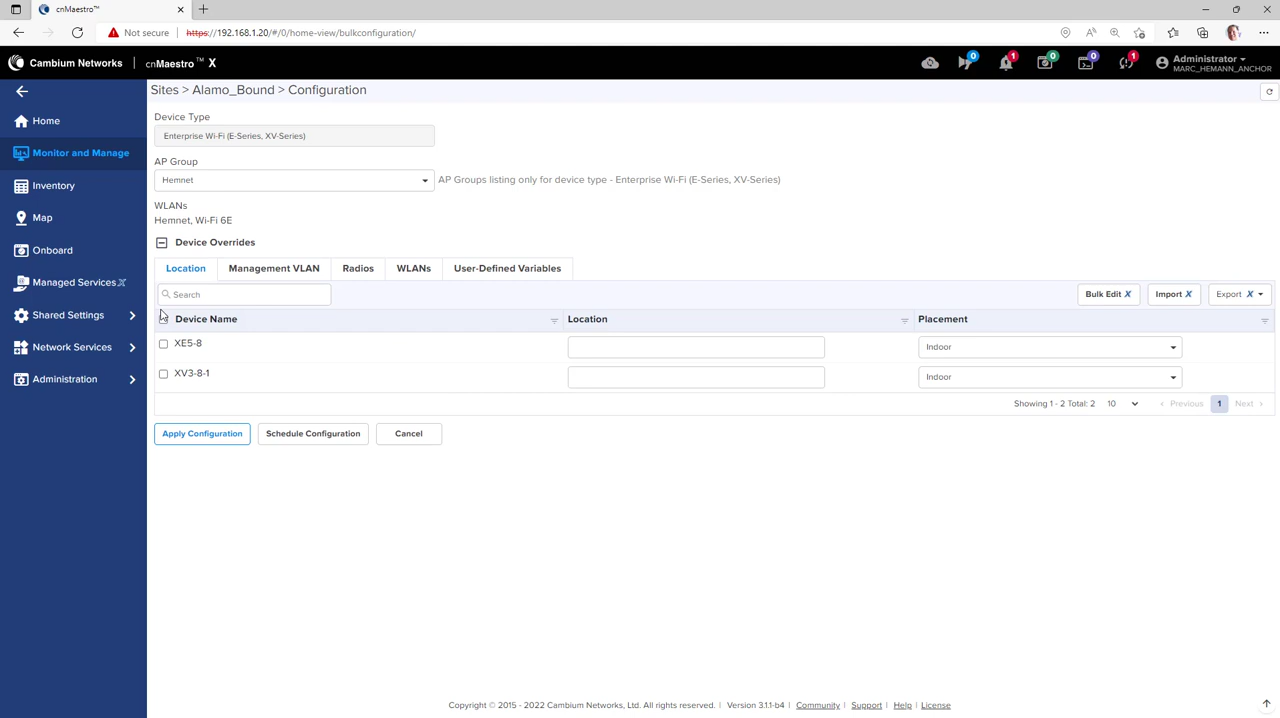 cnMaestro™
Not secure
https://192.168.1.20/#/0/home-view/bulkconfiguration/
Cambium Networks
cnMaestro™ X
0
1
0
0
1
Administrator
MARC_HEMANN_ANCHOR
Sites > Alamo_Bound > Configuration
Home
Monitor and Manage
Inventory
Map
Onboard
Managed Services X
Shared Settings
Network Services
Administration
Device Type
Enterprise Wi-Fi (E-Series, XV-Series)
AP Group
Hemnet
AP Groups listing only for device type - Enterprise Wi-Fi (E-Series, XV-Series)
WLANs
Hemnet, Wi-Fi 6E
Device Overrides
Location Management VLAN Radios WLANs User-Defined Variables
Search
Bulk Edit X Import X Export X
Device Name Location Placement
XE5-8 Indoor
XV3-8-1 Indoor
Showing 1 - 2 Total: 2 10 Previous 1 Next
Apply Configuration Schedule Configuration Cancel
Copyright © 2015 - 2022 Cambium Networks, Ltd. All rights reserved. | Version 3.1.1-b4 | Community | Support | Help | License